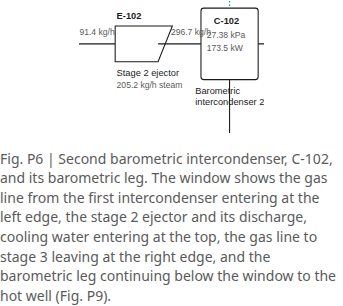 E-102
C-102
91.4 kg/h
296.7 kg/h
27.38 kPa
173.5 kW
Stage 2 ejector
205.2 kg/h steam
Barometric
intercondenser 2
Fig. P6 | Second barometric intercondenser, C-102,
and its barometric leg. The window shows the gas
line from the first intercondenser entering at the
left edge, the stage 2 ejector and its discharge,
cooling water entering at the top, the gas line to
stage 3 leaving at the right edge, and the
barometric leg continuing below the window to the
hot well (Fig. P9).